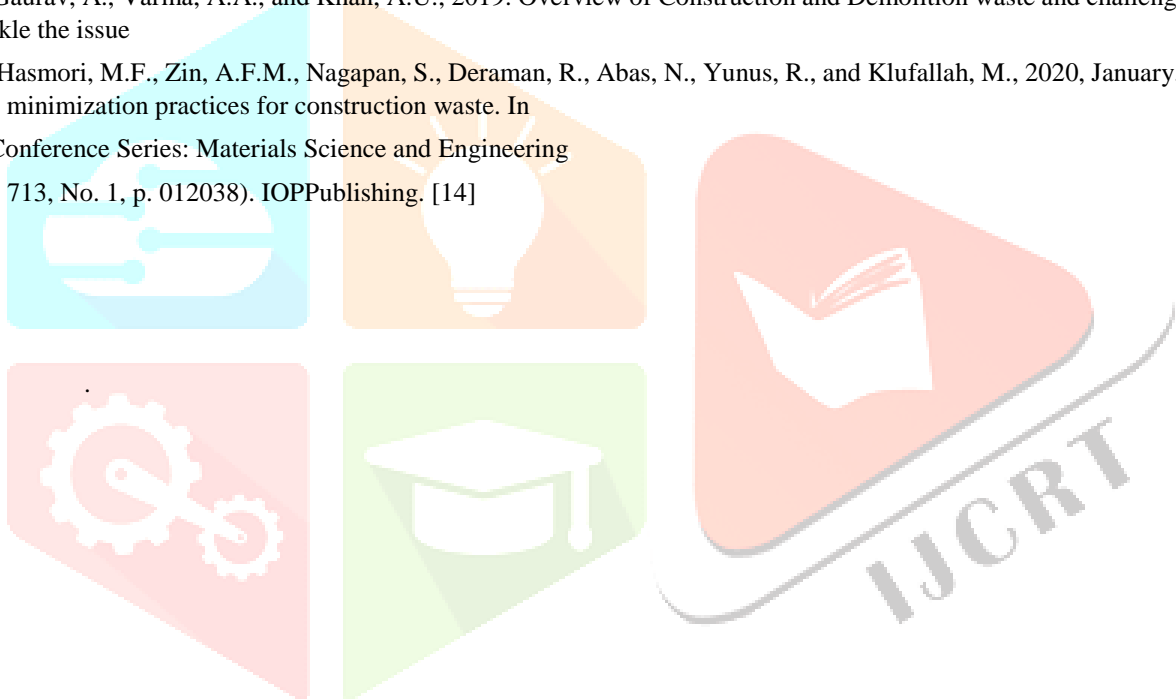 Gaurav, A., Varma, A.A., and Khan, A.U., 2019. Overview of Construction and Demolition waste and
kle the issue
Hasmori, M.F., Zin, A.F.M., Nagapan, S., Deraman, R., Abas, N., Yunus, R., and Klufallah, M., 2020, January.
minimization practices for construction waste. In
Conference Series: Materials Science and Engineering
713, No. 1, p. 012038). IOPPublishing. [14]
.
IJCRT